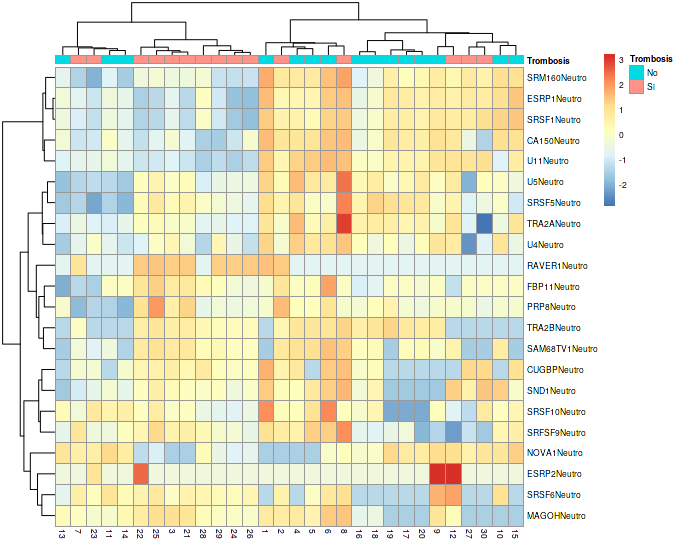 Trombosis
SRM160Neutro
ESRP1Neutro
SRSF1Neutro
CA150Neutro
U11Neutro
U5Neutro
SRSF5Neutro
TRA2ANeutro
U4Neutro
RAVER1Neutro
FBP11Neutro
PRP8Neutro
TRA2BNeutro
SAM68TV1Neutro
CUGBPNeutro
SND1Neutro
SRSF10Neutro
SRFSF9Neutro
NOVA1Neutro
ESRP2Neutro
SRSF6Neutro
MAGOHNeutro
13 7 23 11 14 22 25 3 21 28 29 24 26 1 2 4 5 6 8 16 18 19 17 20 9 12 27 30 10 15
3
2
1
0
-1
-2
Trombosis
No
SI